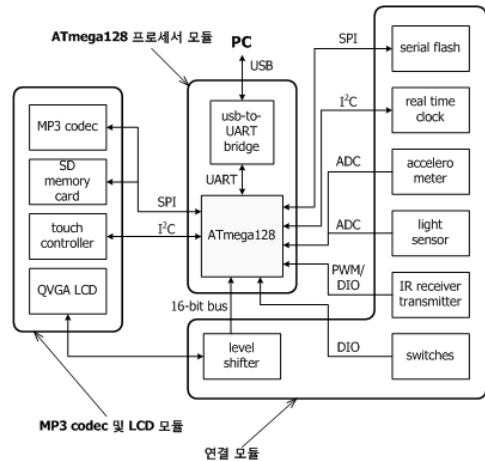 ATmega128 프로세서 모듈
PC
USB
SPI
serial flash
MP3 codec
usb-to-
UART
bridge
I²C
real time
clock
SD
memory
card
UART
ADC
accelero
meter
SPI
touch
controller
I²C
ATmega128
ADC
light
sensor
QVGA LCD
PWM/
DIO
IR receiver
transmitter
16-bit bus
level
shifter
DIO
switches
MP3 codec 및 LCD 모듈
연결 모듈